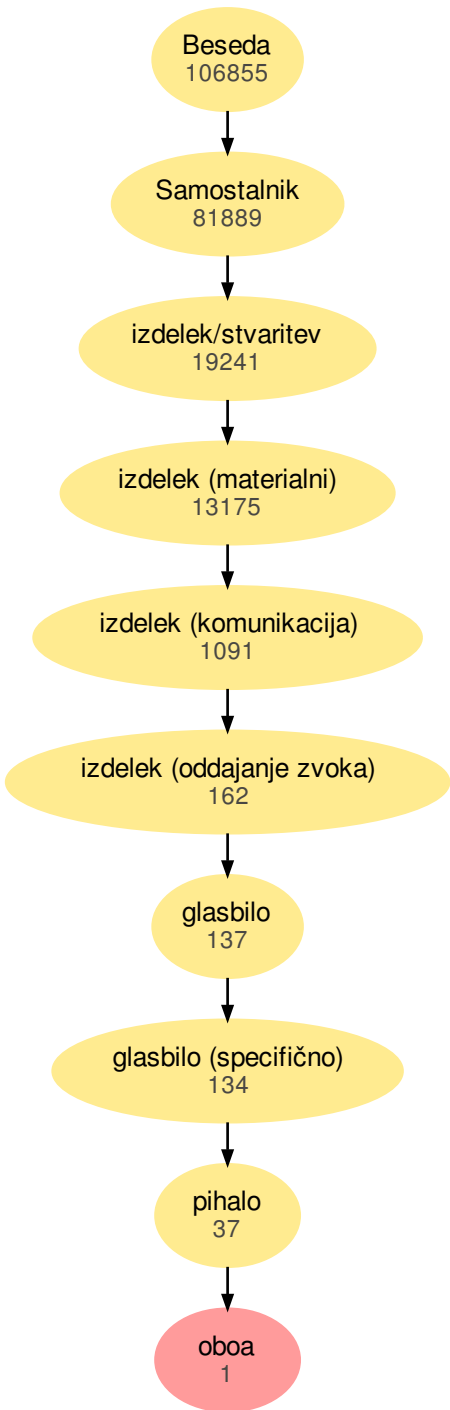 Beseda
106855
Samostalnik
81889
izdelek/stvaritev
19241
izdelek (materialni)
13175
izdelek (komunikacija)
1091
izdelek (oddajanje zvoka)
162
glasbilo
137
glasbilo (specifično)
134
pihalo
37
oboa
1